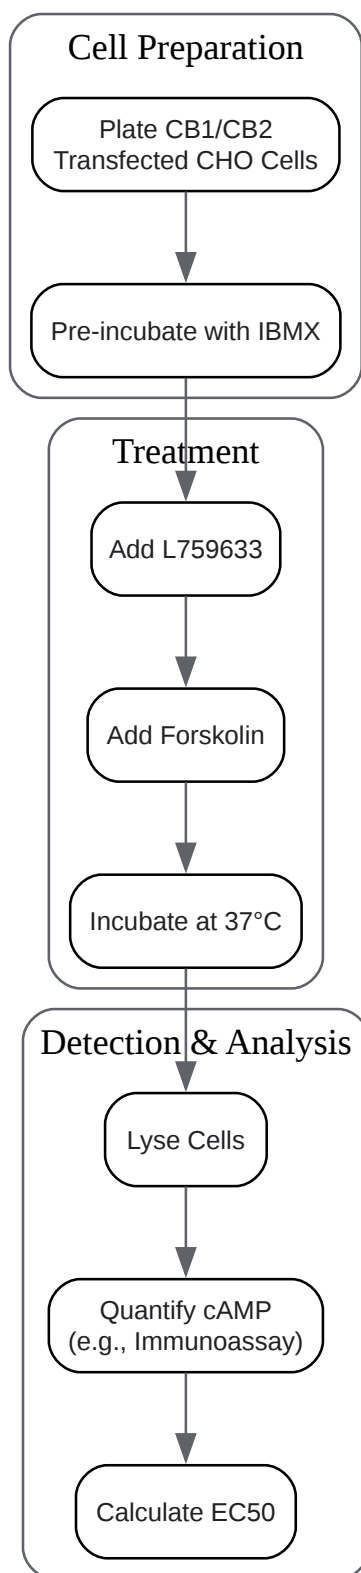 Cell Preparation
Plate CB1/CB2
Transfected CHO Cells
Pre-incubate with IBMX
Treatment
Add L759633
Add Forskolin
Incubate at 37°C
Detection & Analysis
Lyse Cells
Quantify cAMP
(e.g., Immunoassay)
Calculate EC50